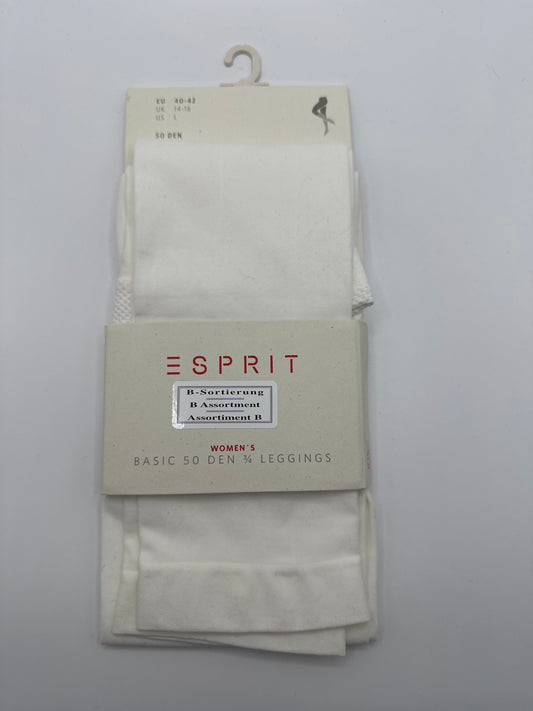 EU 40-42
UK 14-16
US L
50 DEN
ESPRIT
B-Sortierung
B Assortment
Assortiment B
WOMEN'S
BASIC 50 DEN ¾ LEGGINGS